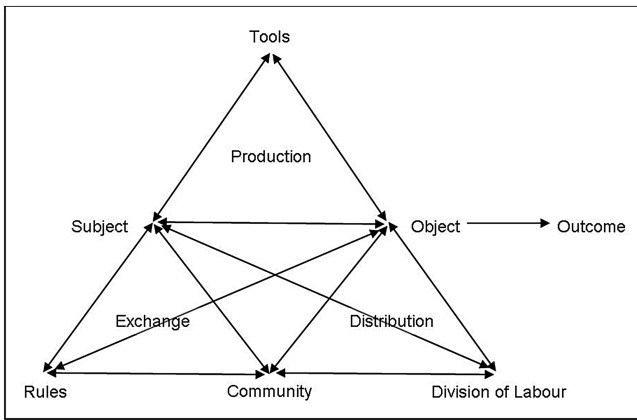 Tools
Production
Subject
Object
Outcome
Exchange
Distribution
Rules
Community
Division of Labour